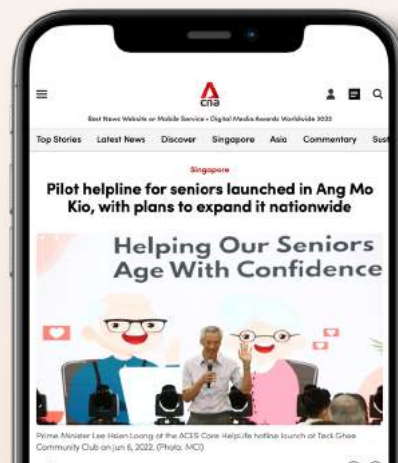 cna
Best News Website or Mobile Service • Digital Media Awards Worldwide 2022
Top Stories Latest News Discover Singapore Asia Commentary Sust
Singapore
Pilot helpline for seniors launched in Ang Mo
Kio, with plans to expand it nationwide
Helping Our Seniors
Age With Confidence
Prime Minister Lee Hsien Loong at the ACES Care HelpLife hotline launch at Teck Ghee
Community Club on Jun 6, 2022. (Photo: MCI)